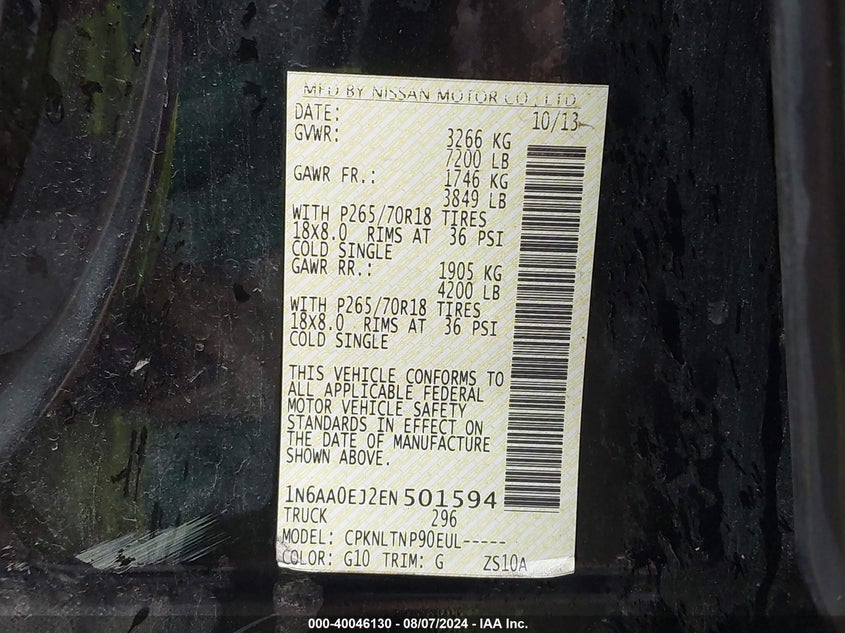 MFD BY NISSAN MOTOR CO., LTD.
DATE: 10/13
GVWR: 3266 KG
7200 LB
GAWR FR.: 1746 KG
3849 LB
WITH P265/70R18 TIRES
18X8.0 RIMS AT 36 PSI
COLD SINGLE
GAWR RR.: 1905 KG
4200 LB
WITH P265/70R18 TIRES
18X8.0 RIMS AT 36 PSI
COLD SINGLE
THIS VEHICLE CONFORMS TO
ALL APPLICABLE FEDERAL
MOTOR VEHICLE SAFETY
STANDARDS IN EFFECT ON
THE DATE OF MANUFACTURE
SHOWN ABOVE.
1N6AA0EJ2EN501594
TRUCK 296
MODEL: CPKNLTNP90EUL-----
COLOR: G10 TRIM: G ZS10A
000-40046130 - 08/07/2024 - IAA Inc.